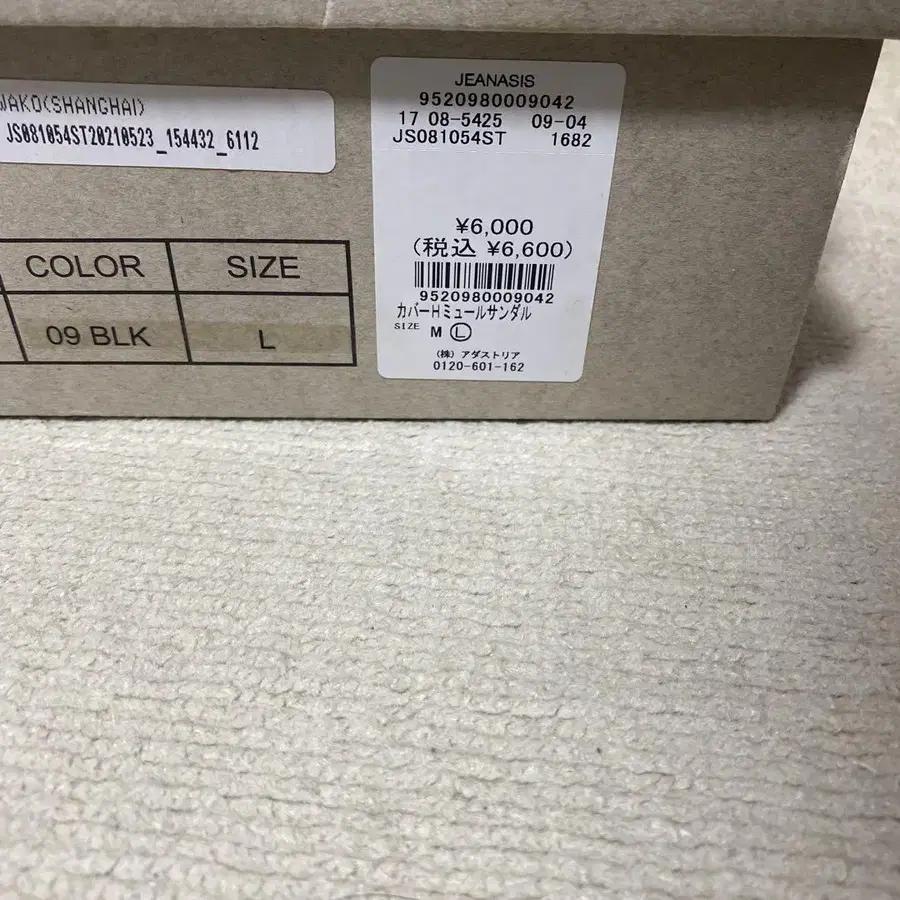 WAKO(SHANGHAI)
JS081054ST20210523_154432_6112
COLOR SIZE
09 BLK L
JEANASIS
9520980009042
17 08-5425 09-04
JS081054ST 1682
¥6,000
(税込 ¥6,600)
9520980009042
カバーHミュールサンダル
SIZE M L
(株) アダストリア
0120-601-162